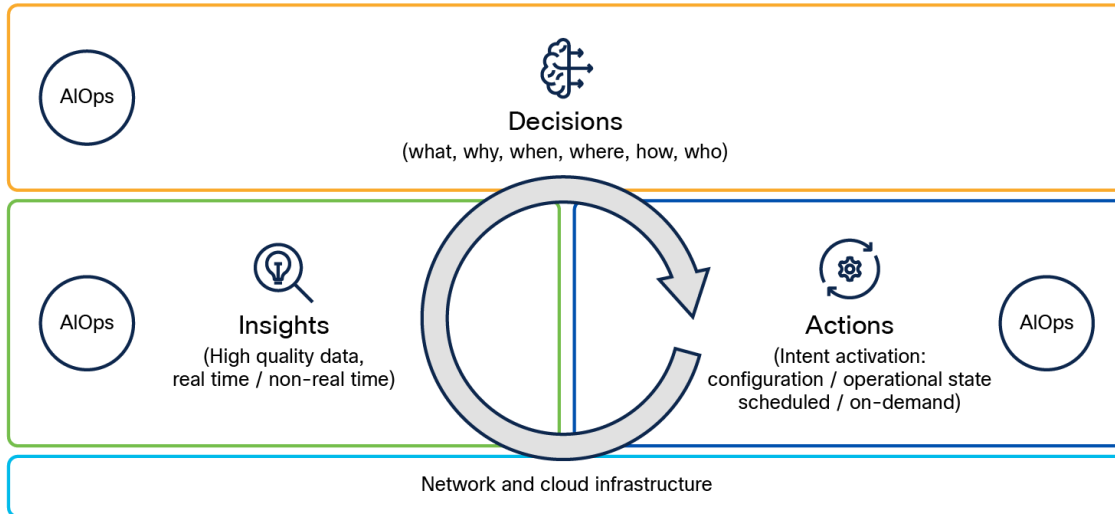 AIOps
Decisions
(what, why, when, where, how, who)
AIOps
Insights
(High quality data,
real time / non-real time)
Actions
(Intent activation:
configuration / operational state
scheduled / on-demand)
AIOps
Network and cloud infrastructure